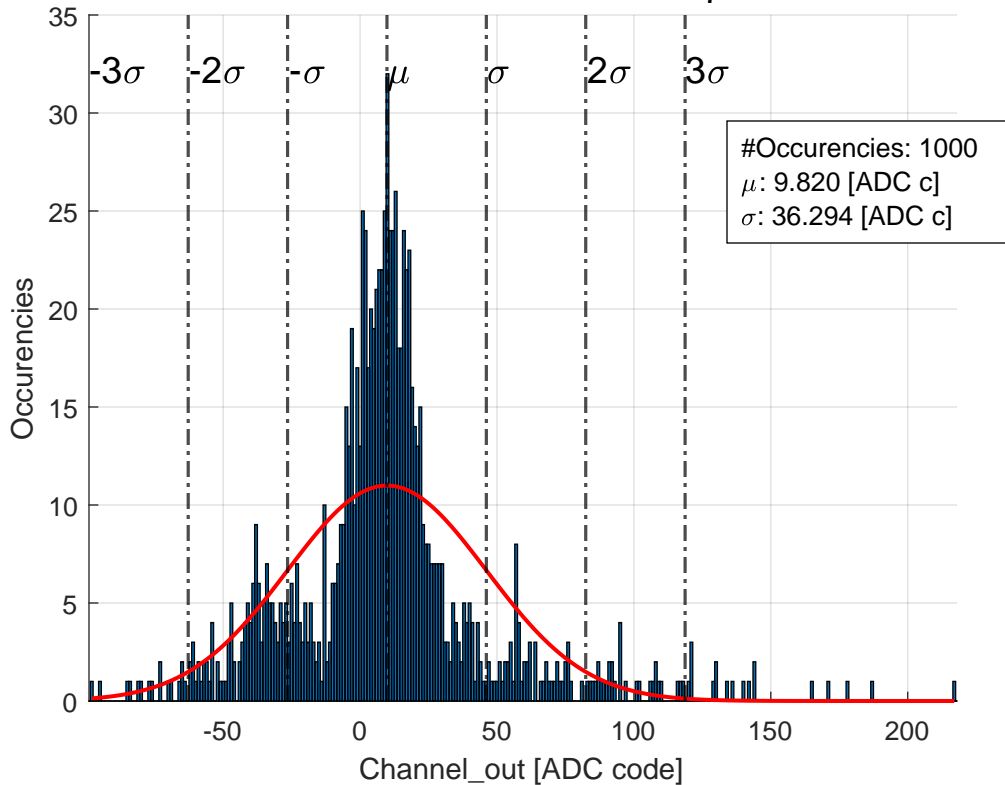 35
-3σ -2σ -σ μ σ 2σ 3σ
30
#Occurencies: 1000
μ: 9.820 [ADC c]
σ: 36.294 [ADC c]
25
20
15
10
5
0
Occurencies
-50 0 50 100 150 200
Channel_out [ADC code]